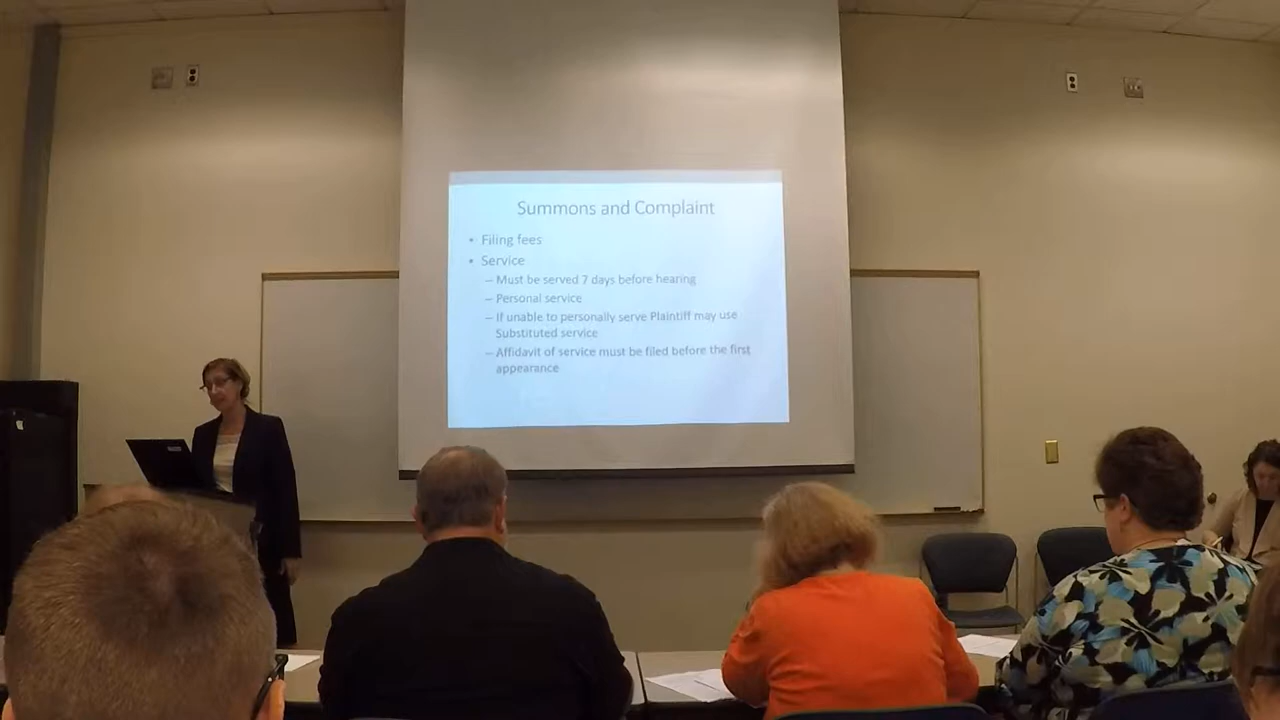 Summons and Complaint
• Filing fees
• Service
– Must be served 7 days before hearing
– Personal service
– If unable to personally serve Plaintiff may use
Substituted service
– Affidavit of service must be filed before the first
appearance